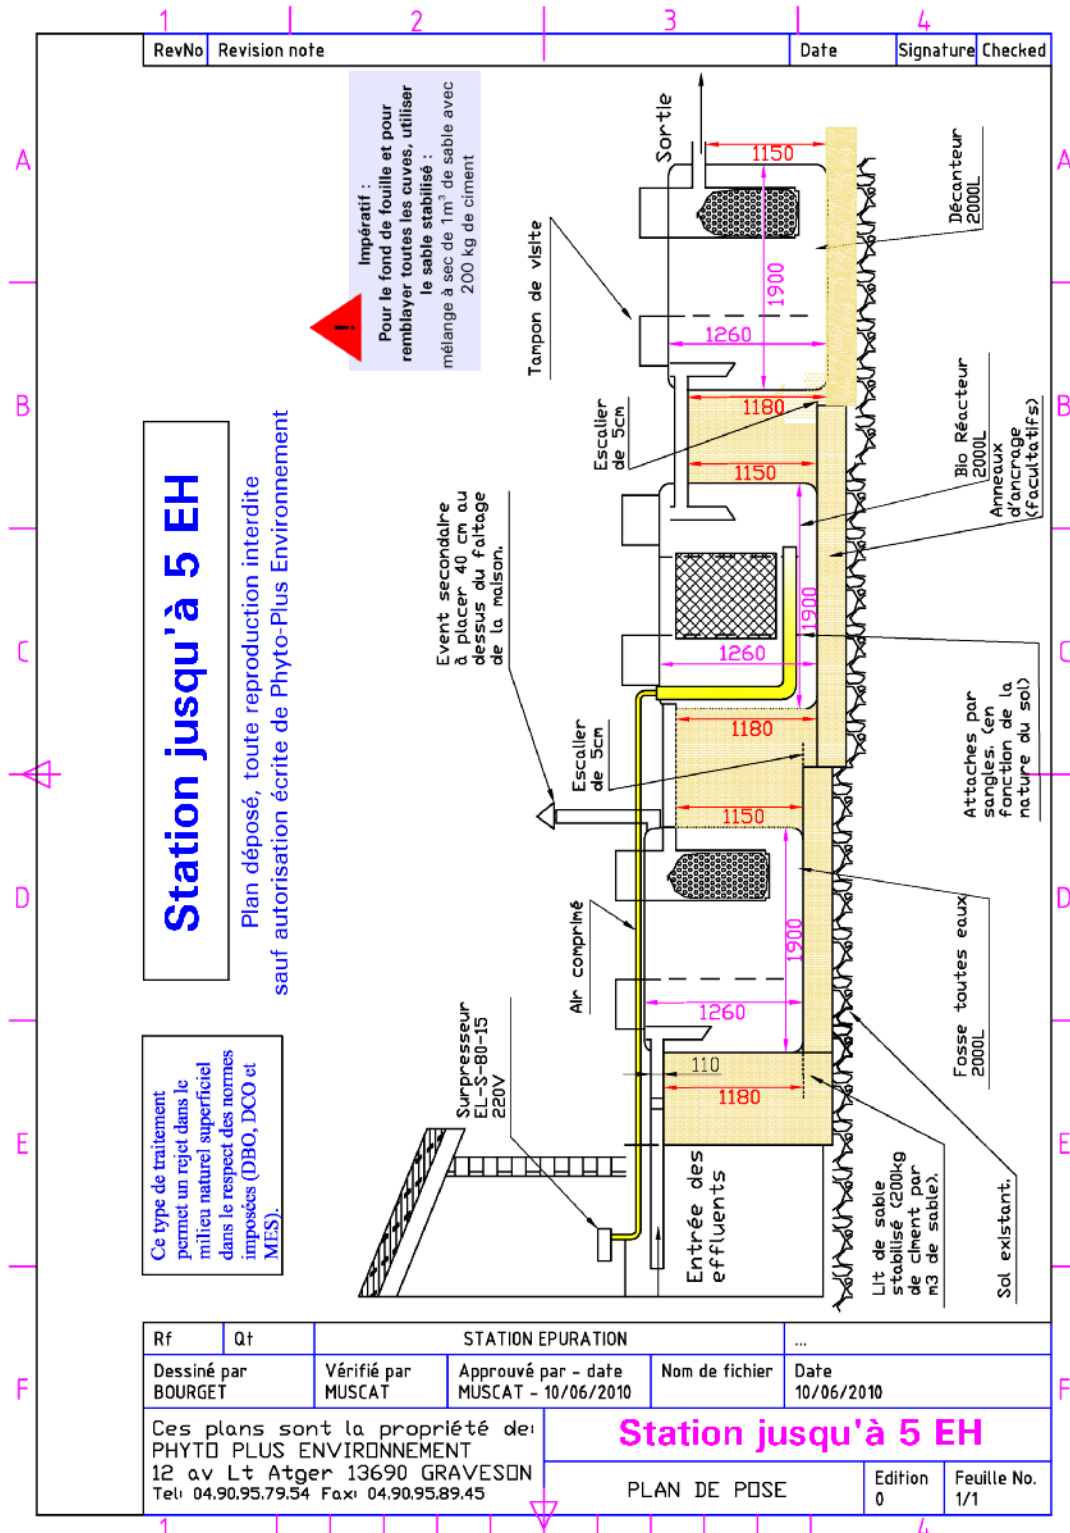 1 2 3 4
RevNo Revision note Date Signature Checked
A
B
C
D
E
F
A
B
C
D
E
F
Station jusqu'à 5 EH
Plan déposé, toute reproduction interdite
sauf autorisation écrite de Phyto-Plus Environnement
Ce type de traitement
permet un rejet dans le
milieu naturel superficiel
dans le respect des normes
imposées (DBO, DCO et
MES).
!
Impératif :
Pour le fond de fouille et pour
remblayer toutes les cuves, utiliser
le sable stabilisé :
mélange à sec de 1m³ de sable avec
200 kg de ciment
Surpresseur
EL-S-80-15
220V
Air comprimé
Event secondaire
à placer 40 cm au
dessus du faîtage
de la maison.
Escalier
de 5cm
Escalier
de 5cm
Tampon de visite
Sortie
Entrée des
effluents
110
1180
1260
1900
1150
1180
1260
1900
1150
1180
1260
1900
1150
Lit de sable
stabilisé (200kg
de ciment par
m3 de sable).
Sol existant.
Fosse toutes eaux
2000L
Attaches par
sangles. (en
fonction de la
nature du sol)
Bio Réacteur
2000L
Anneaux
d'ancrage
(facultatifs)
Décanteur
2000L
Rf Qt STATION EPURATION ...
Dessiné par Vérifié par Approuvé par - date Nom de fichier Date
BOURGET MUSCAT MUSCAT - 10/06/2010 10/06/2010
Ces plans sont la propriété de:
PHYTO PLUS ENVIRONNEMENT
12 av Lt Atger 13690 GRAVESON
Tel: 04.90.95.79.54 Fax: 04.90.95.89.45
Station jusqu'à 5 EH
PLAN DE POSE
Edition
0
Feuille No.
1/1
1 4